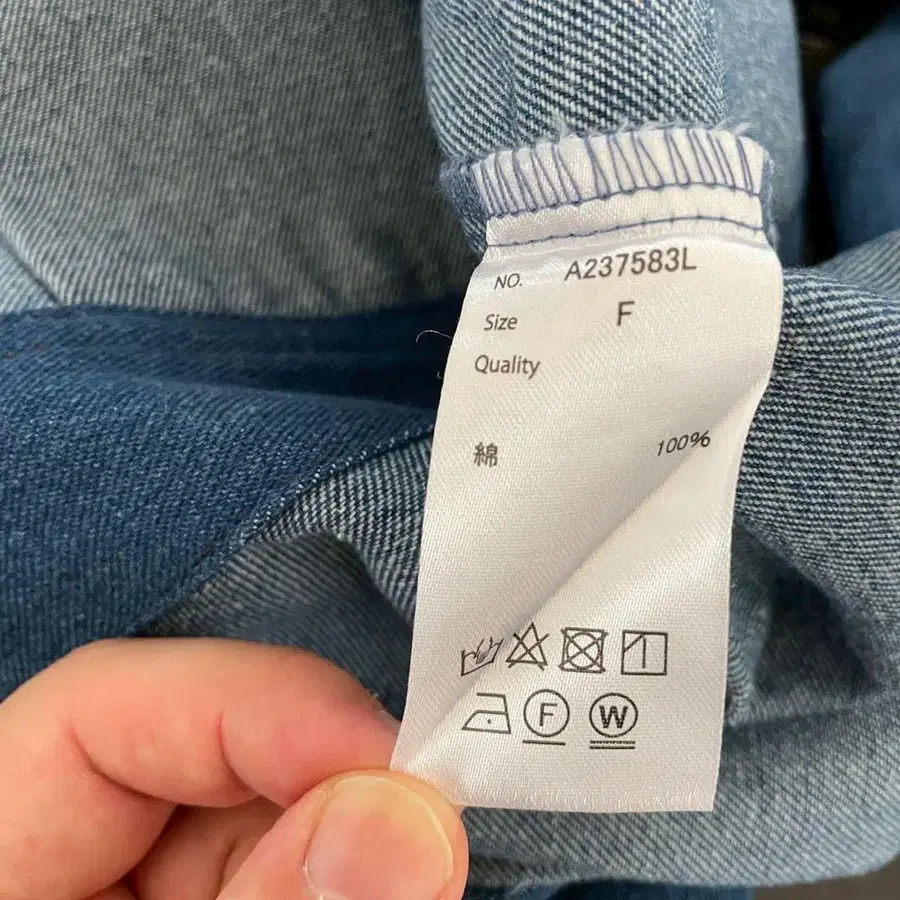 NO. A237583L
Size F
Quality
綿 100%
F W